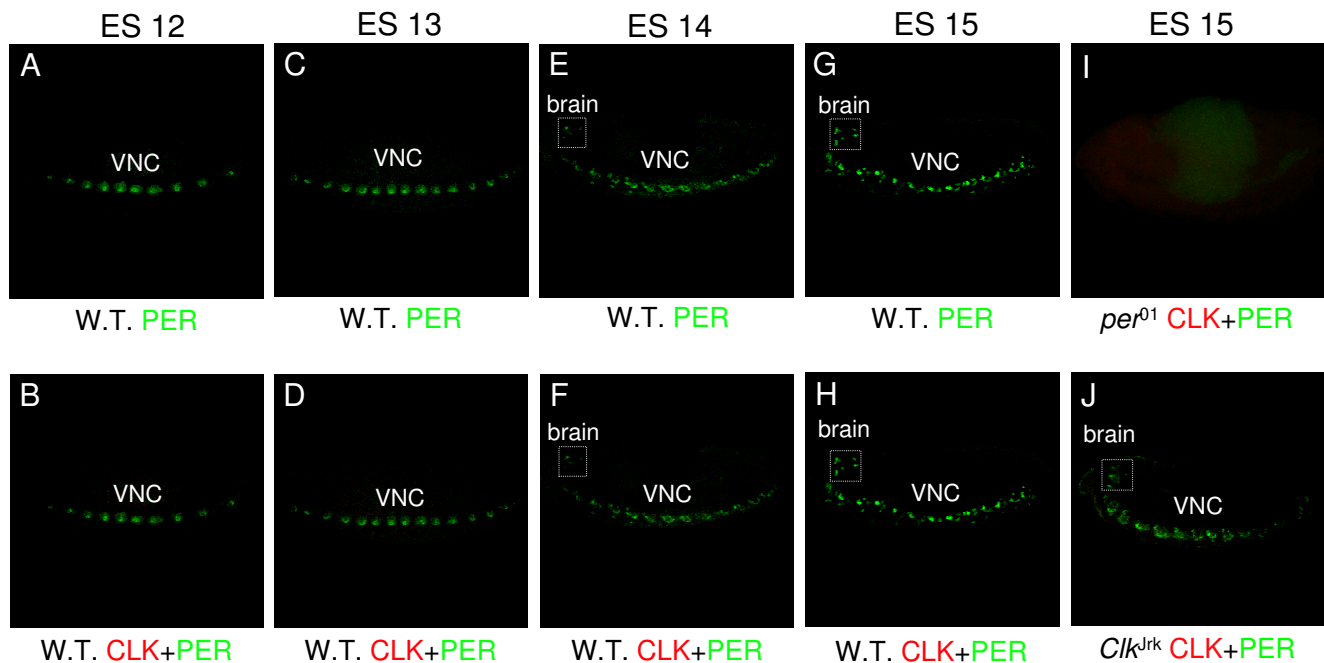 ES 12 ES 13 ES 14 ES 15 ES 15
A C E G I
brain brain
VNC VNC VNC VNC
W.T. PER W.T. PER W.T. PER W.T. PER per01 CLK+PER
B D F H J
brain brain brain
VNC VNC VNC VNC VNC
W.T. CLK+PER W.T. CLK+PER W.T. CLK+PER W.T. CLK+PER ClkJrk CLK+PER